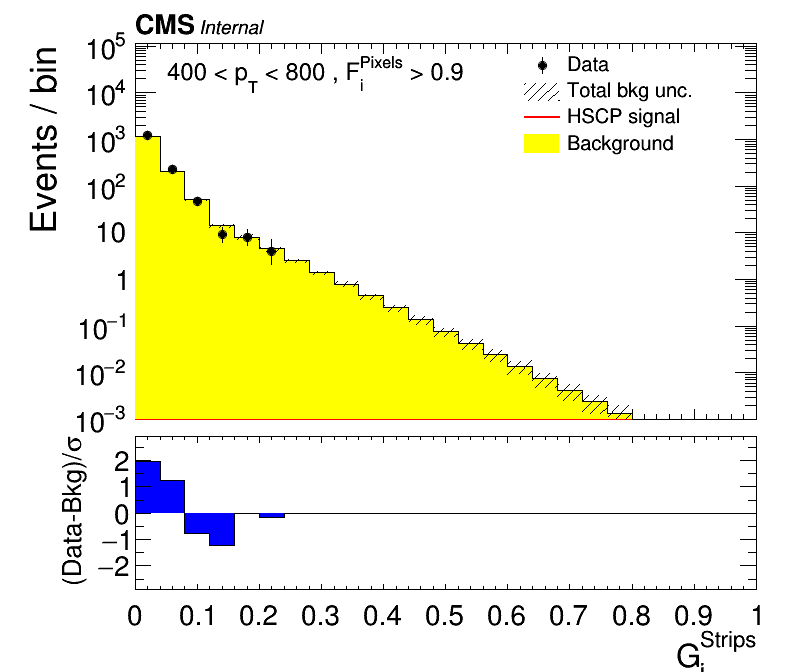 CMS Internal
400 < p_T < 800 , F_i^Pixels > 0.9
Data
Total bkg unc.
HSCP signal
Background
Events / bin
10^5
10^4
10^3
10^2
10
1
10^−1
10^−2
10^−3
(Data-Bkg)/σ
2
1
0
−1
−2
0 0.1 0.2 0.3 0.4 0.5 0.6 0.7 0.8 0.9 1
G_i^Strips